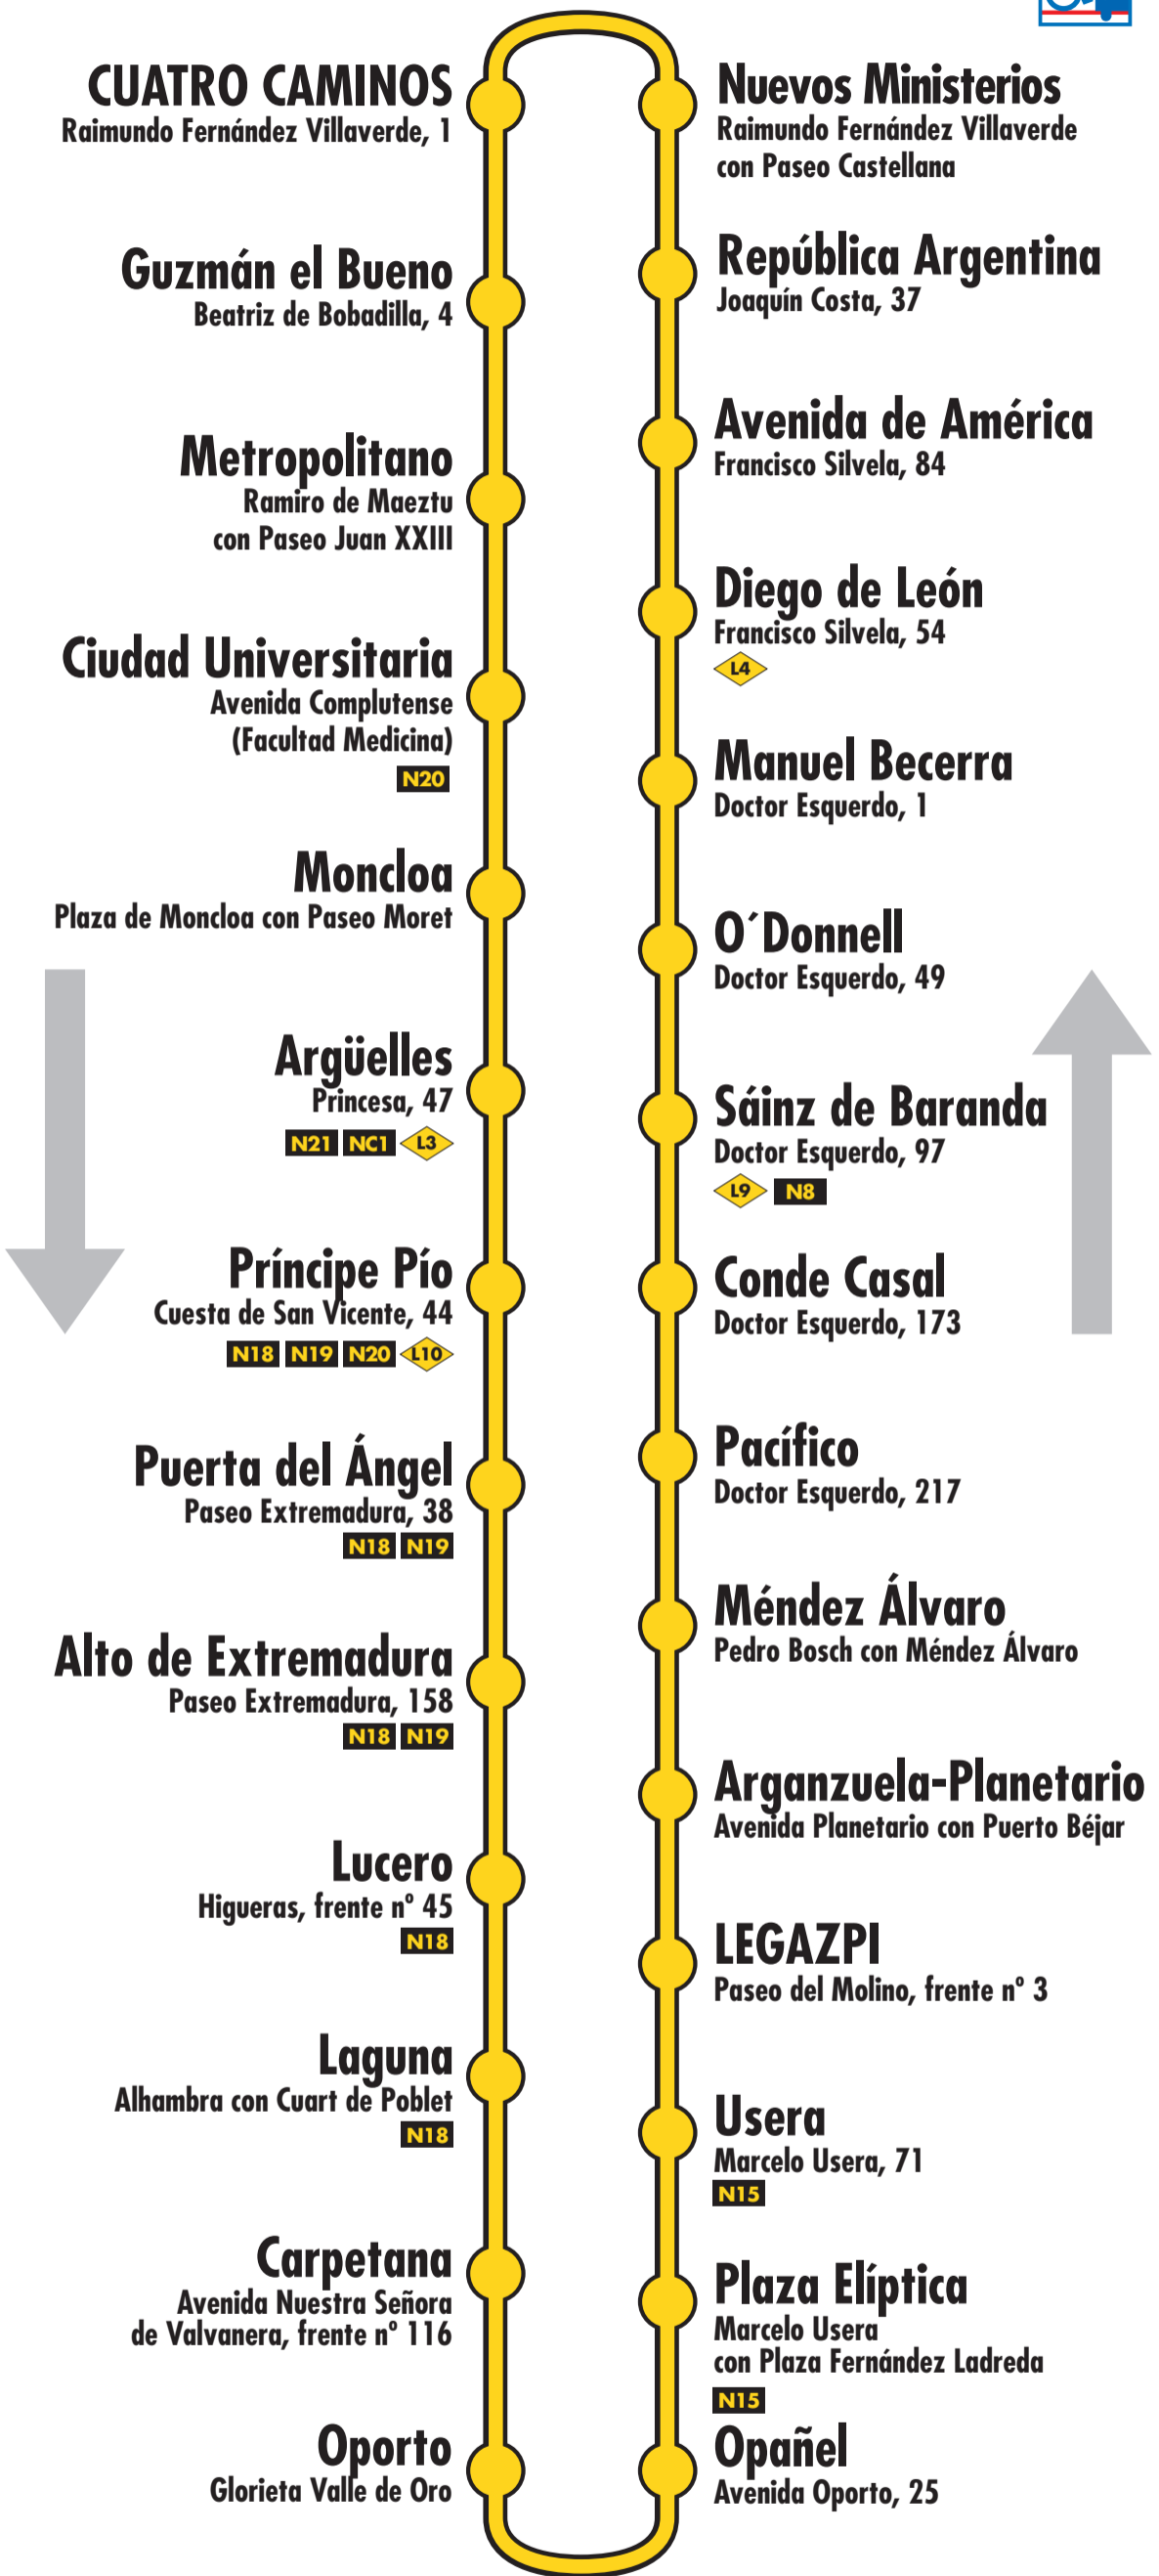 CUATRO CAMINOS
Raimundo Fernández Villaverde, 1
Guzmán el Bueno
Beatriz de Bobadilla, 4
Metropolitano
Ramiro de Maeztu
con Paseo Juan XXIII
Ciudad Universitaria
Avenida Complutense
(Facultad Medicina)
N20
Moncloa
Plaza de Moncloa con Paseo Moret
Argüelles
Princesa, 47
N21 NC1 L3
Príncipe Pío
Cuesta de San Vicente, 44
N18 N19 N20 L10
Puerta del Ángel
Paseo Extremadura, 38
N18 N19
Alto de Extremadura
Paseo Extremadura, 158
N18 N19
Lucero
Higueras, frente nº 45
N18
Laguna
Alhambra con Cuart de Poblet
N18
Carpetana
Avenida Nuestra Señora
de Valvanera, frente nº 116
Oporto
Glorieta Valle de Oro
Nuevos Ministerios
Raimundo Fernández Villaverde
con Paseo Castellana
República Argentina
Joaquín Costa, 37
Avenida de América
Francisco Silvela, 84
Diego de León
Francisco Silvela, 54
L4
Manuel Becerra
Doctor Esquerdo, 1
O´Donnell
Doctor Esquerdo, 49
Sáinz de Baranda
Doctor Esquerdo, 97
L9 N8
Conde Casal
Doctor Esquerdo, 173
Pacífico
Doctor Esquerdo, 217
Méndez Álvaro
Pedro Bosch con Méndez Álvaro
Arganzuela-Planetario
Avenida Planetario con Puerto Béjar
LEGAZPI
Paseo del Molino, frente nº 3
Usera
Marcelo Usera, 71
N15
Plaza Elíptica
Marcelo Usera
con Plaza Fernández Ladreda
N15
Opañel
Avenida Oporto, 25